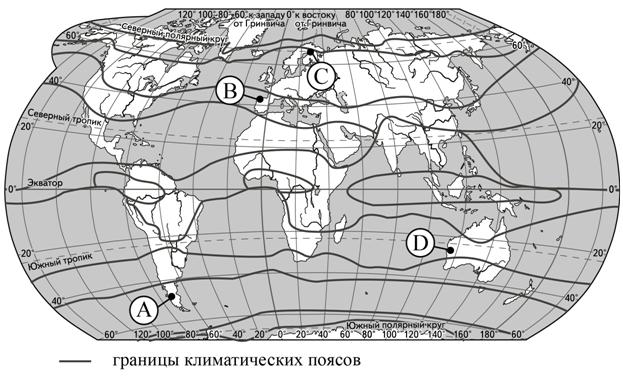 120° 100° 80° 60° к западу 0° к востоку 80° 100° 120° 140° 160° 180°
от Гринвича от Гринвича
Северный полярный круг
60° 60°
C
B
40° 40°
Северный тропик
20° 20°
Экватор
0° 0°
D
20° 20°
Южный тропик
A
40° 40°
Южный полярный круг
60° 120° 100° 80° 60° 40° 20° 0° 20° 40° 60° 80° 100° 120° 140° 160° 180° 60°
границы климатических поясов